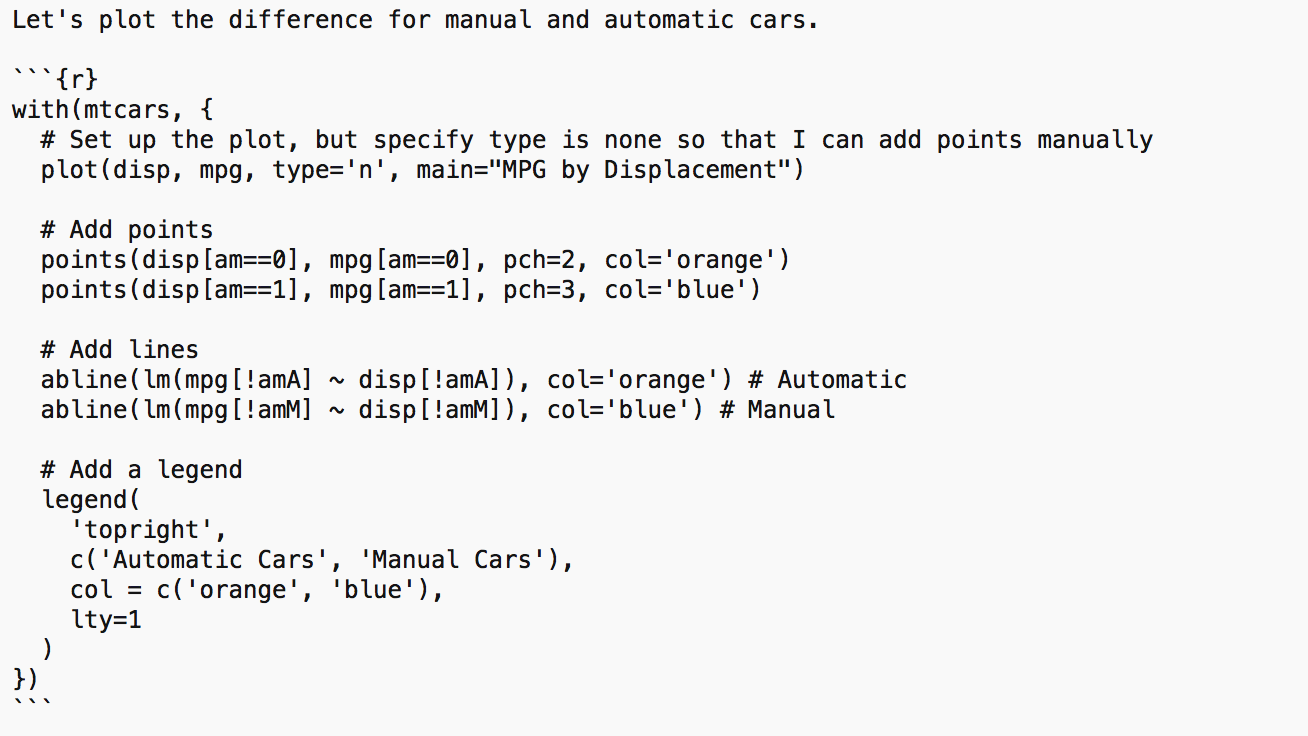 Let's plot the difference for manual and automatic cars.

```{r}
with(mtcars, {
  # Set up the plot, but specify type is none so that I can add points manually
  plot(disp, mpg, type='n', main="MPG by Displacement")

  # Add points
  points(disp[am==0], mpg[am==0], pch=2, col='orange')
  points(disp[am==1], mpg[am==1], pch=3, col='blue')

  # Add lines
  abline(lm(mpg[!amA] ~ disp[!amA]), col='orange') # Automatic
  abline(lm(mpg[!amM] ~ disp[!amM]), col='blue') # Manual

  # Add a legend
  legend(
    'topright',
    c('Automatic Cars', 'Manual Cars'),
    col = c('orange', 'blue'),
    lty=1
  )
})
```